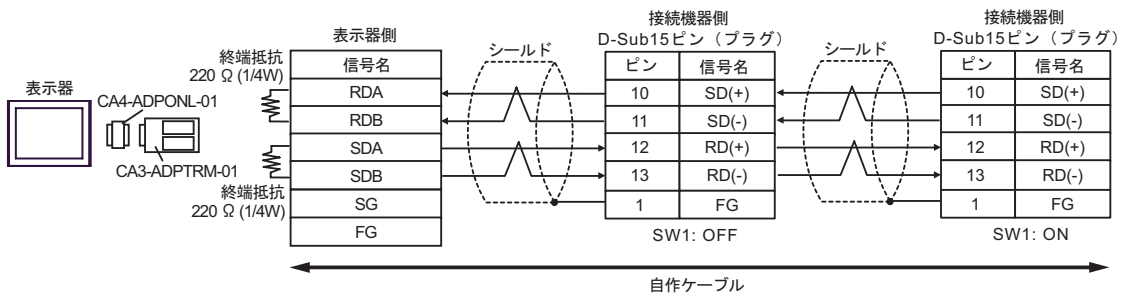 表示器
CA4-ADPONL-01
CA3-ADPTRM-01
終端抵抗
220 Ω (1/4W)
終端抵抗
220 Ω (1/4W)
表示器側
信号名
RDA
RDB
SDA
SDB
SG
FG
シールド
接続機器側
D-Sub15ピン（プラグ）
ピン 信号名
10 SD(+)
11 SD(-)
12 RD(+)
13 RD(-)
1 FG
SW1: OFF
シールド
接続機器側
D-Sub15ピン（プラグ）
ピン 信号名
10 SD(+)
11 SD(-)
12 RD(+)
13 RD(-)
1 FG
SW1: ON
自作ケーブル